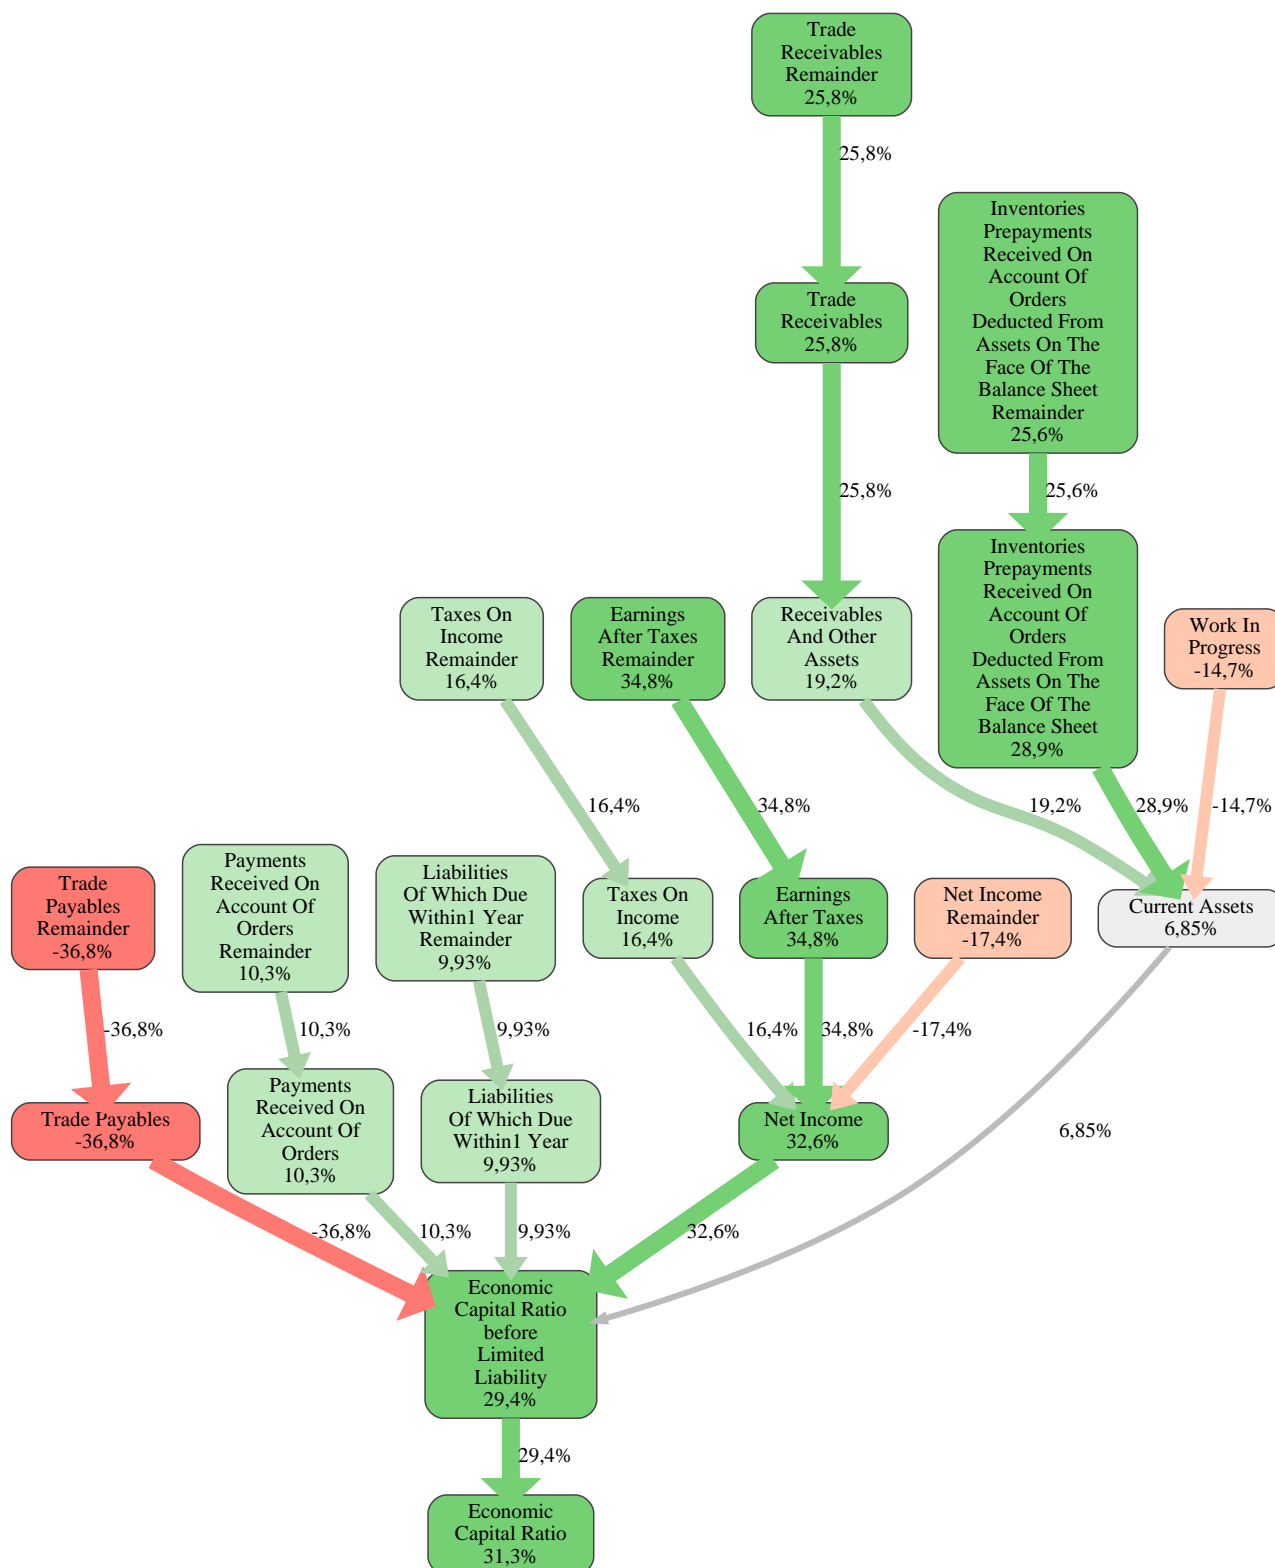 Trade
Receivables
Remainder
25,8%
25,8%
Inventories
Prepayments
Received On
Account Of
Orders
Deducted From
Assets On The
Face Of The
Balance Sheet
Remainder
25,6%
Trade
Receivables
25,8%
25,8%
25,6%
Inventories
Prepayments
Received On
Account Of
Orders
Deducted From
Assets On The
Face Of The
Balance Sheet
28,9%
Taxes On
Income
Remainder
16,4%
Earnings
After Taxes
Remainder
34,8%
Receivables
And Other
Assets
19,2%
Work In
Progress
-14,7%
16,4%
34,8%
19,2%
28,9%
-14,7%
Trade
Payables
Remainder
-36,8%
Payments
Received On
Account Of
Orders
Remainder
10,3%
Liabilities
Of Which Due
Within1 Year
Remainder
9,93%
Taxes On
Income
16,4%
Earnings
After Taxes
34,8%
Net Income
Remainder
-17,4%
Current Assets
6,85%
-36,8%
10,3%
9,93%
16,4%
34,8%
-17,4%
Trade Payables
-36,8%
Payments
Received On
Account Of
Orders
10,3%
Liabilities
Of Which Due
Within1 Year
9,93%
Net Income
32,6%
6,85%
-36,8%
10,3%
9,93%
32,6%
Economic
Capital Ratio
before
Limited
Liability
29,4%
29,4%
Economic
Capital Ratio
31,3%